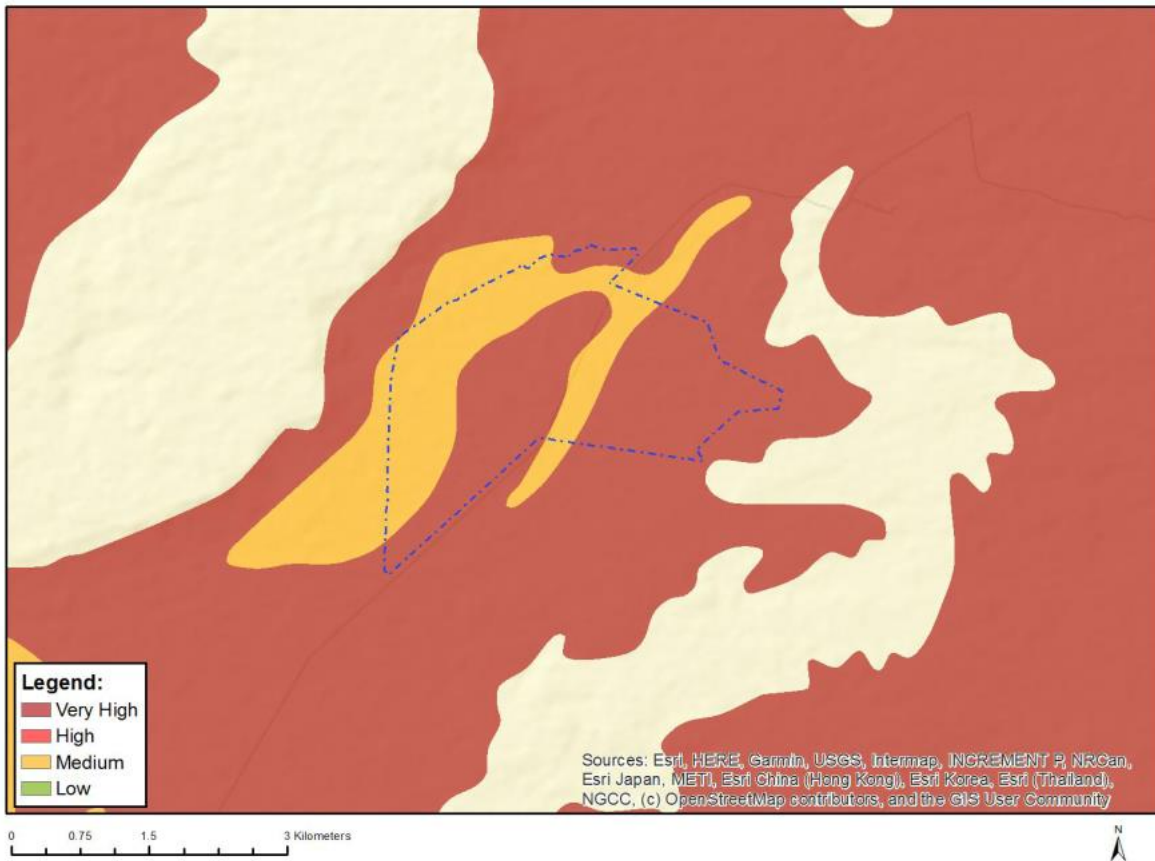 Legend:
Very High
High
Medium
Low
Sources: Esri, HERE, Garmin, USGS, Intermap, INCREMENT P, NRCan,
Esri Japan, METI, Esri China (Hong Kong), Esri Korea, Esri (Thailand),
NGCC, (c) OpenStreetMap contributors, and the GIS User Community
0 0.75 1.5 3 Kilometers
N